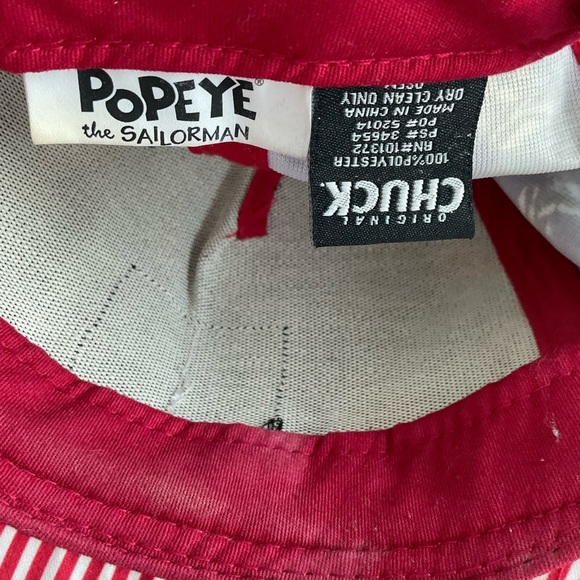 POPEYE®
the SAILORMAN
ORIGINAL
CHUCK.
100%POLYESTER
RN#101372
PS# 34654
PO# 52014
MADE IN CHINA
DRY CLEAN ONLY
OSFM